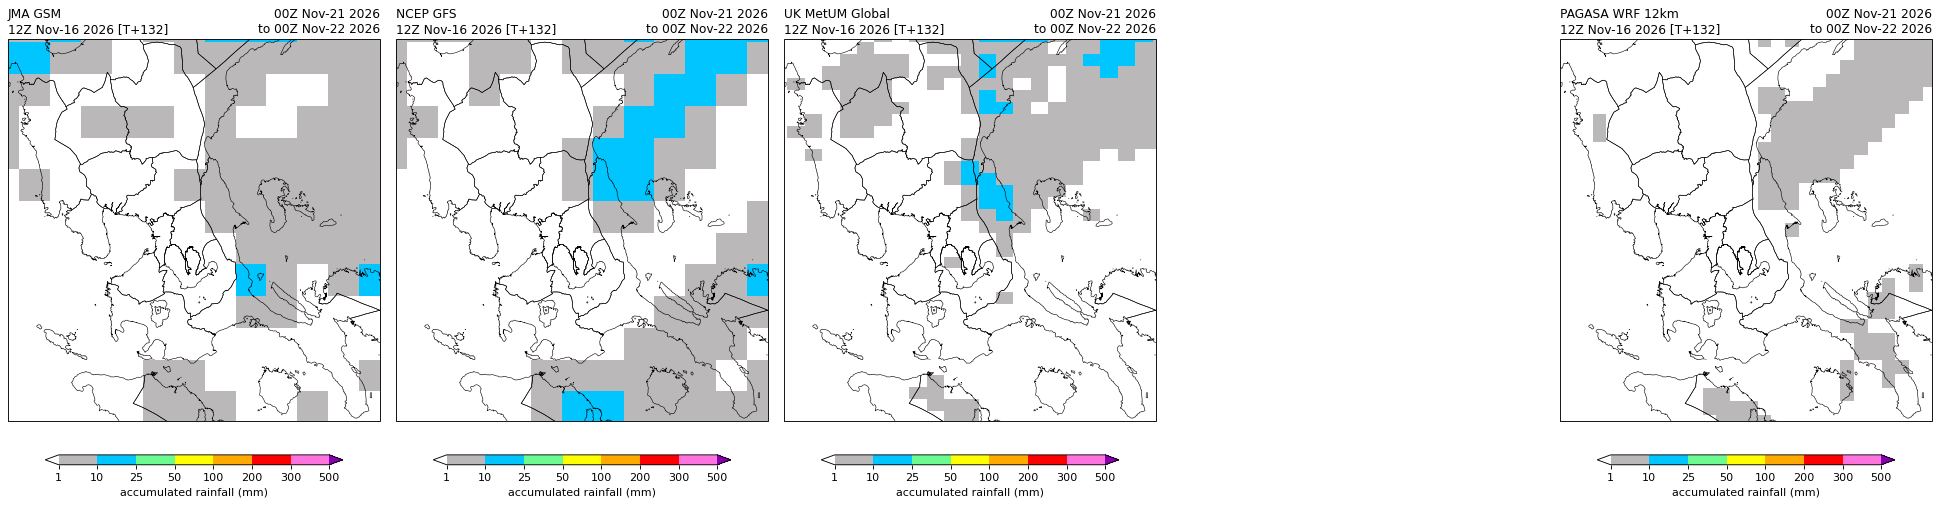 JMA GSM 00Z Nov-21 2026
12Z Nov-16 2026 [T+132] to 00Z Nov-22 2026
1 10 25 50 100 200 300 500
accumulated rainfall (mm)
NCEP GFS 00Z Nov-21 2026
12Z Nov-16 2026 [T+132] to 00Z Nov-22 2026
1 10 25 50 100 200 300 500
accumulated rainfall (mm)
UK MetUM Global 00Z Nov-21 2026
12Z Nov-16 2026 [T+132] to 00Z Nov-22 2026
1 10 25 50 100 200 300 500
accumulated rainfall (mm)
PAGASA WRF 12km 00Z Nov-21 2026
12Z Nov-16 2026 [T+132] to 00Z Nov-22 2026
1 10 25 50 100 200 300 500
accumulated rainfall (mm)